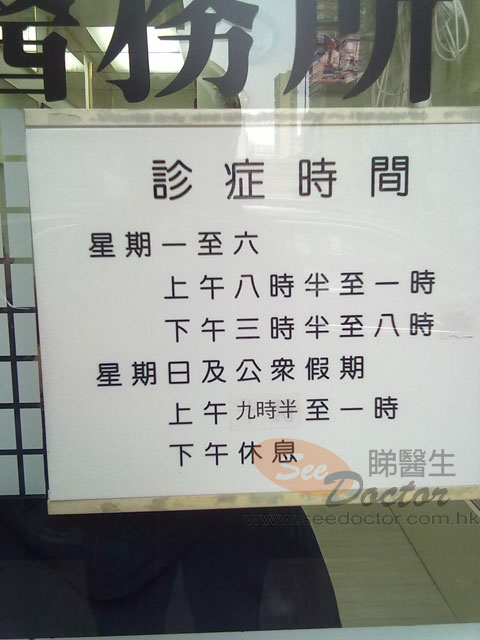 醫務所
診症時間
星期一至六
上午八時半至一時
下午三時半至八時
星期日及公眾假期
上午九時半至一時
下午休息
See Doctor 睇醫生
www.seedoctor.com.hk